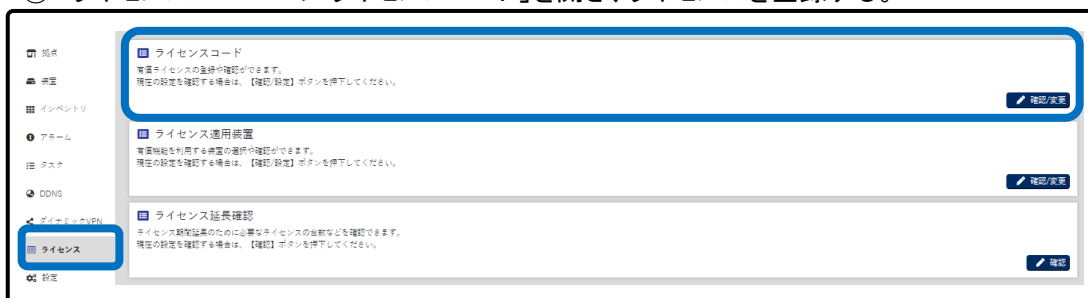 ライセンスコード
有償ライセンスの登録や確認ができます。
現在の設定を確認する場合は、【確認/設定】ボタンを押下してください。
確認/変更
ライセンス適用装置
有償機能を利用する装置の選択や確認ができます。
現在の設定を確認する場合は、【確認/設定】ボタンを押下してください。
確認/変更
ライセンス延長確認
ライセンス期間延長のために必要なライセンスの台数などを確認できます。
現在の設定を確認する場合は、【確認】ボタンを押下してください。
確認
拠点
装置
インベントリ
アラーム
タスク
DDNS
ダイナミックVPN
ライセンス
設定